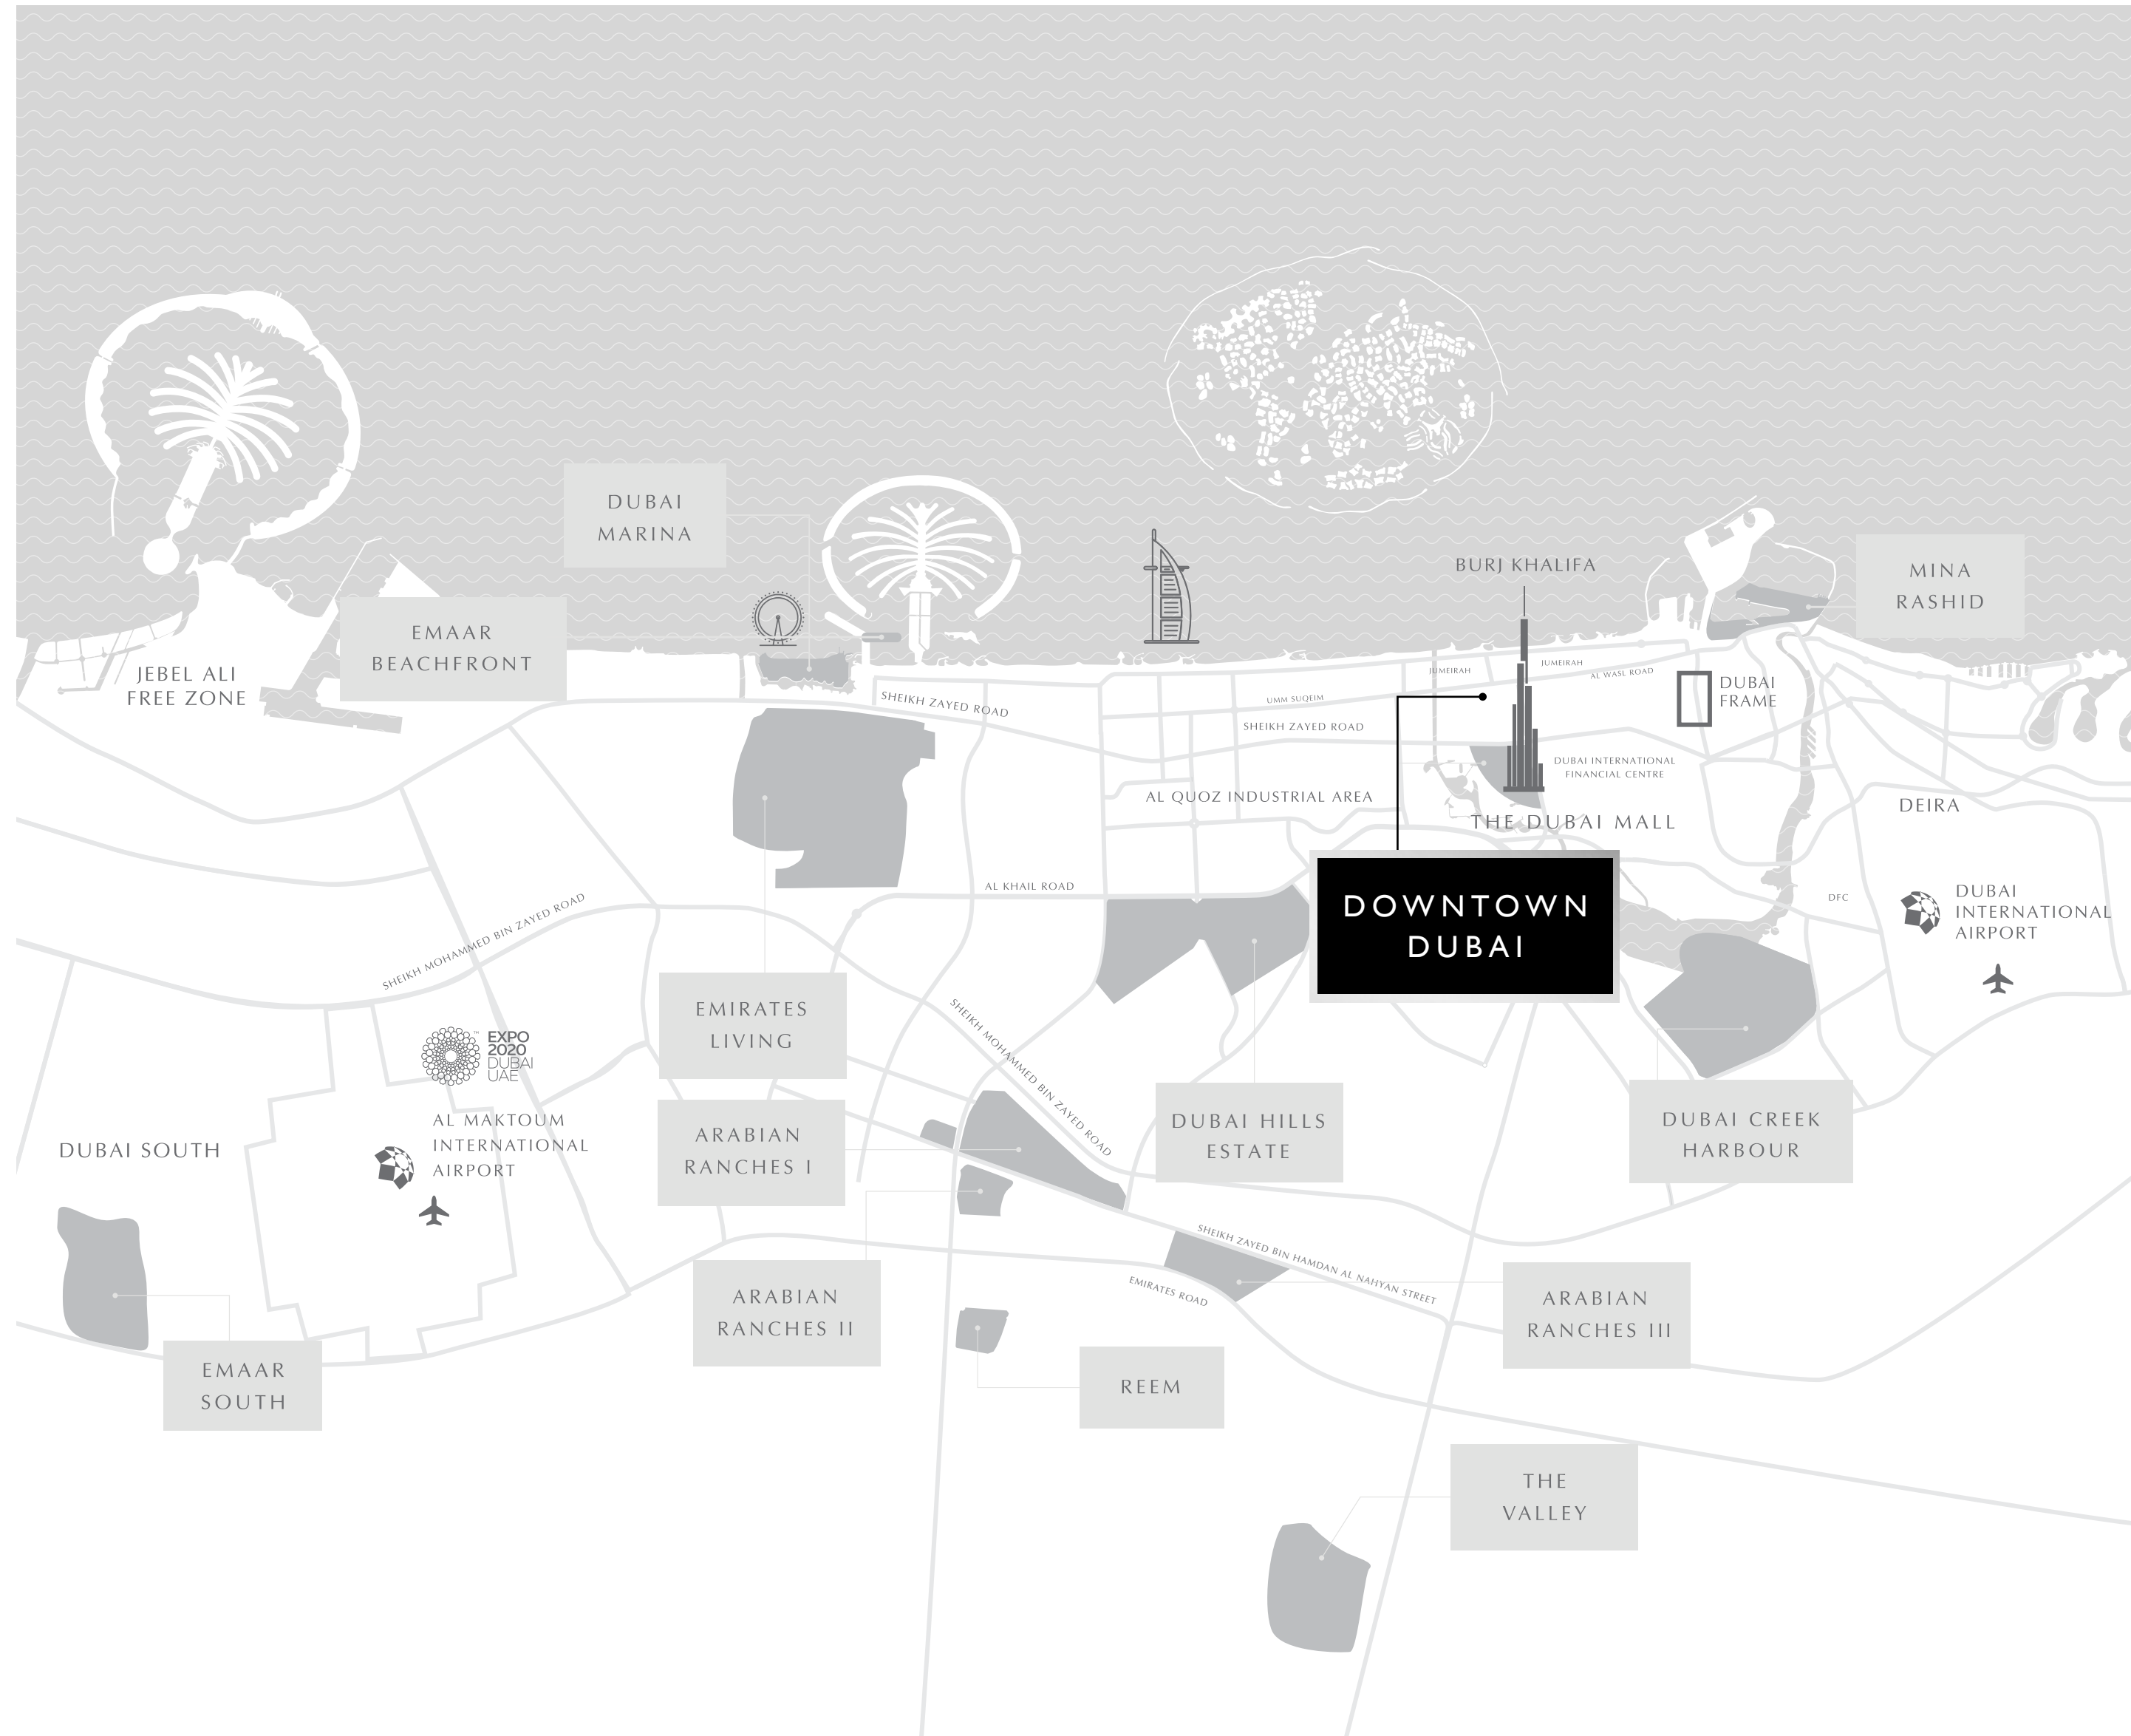 DUBAI
MARINA
BURJ KHALIFA
MINA
RASHID
EMAAR
BEACHFRONT
JEBEL ALI
FREE ZONE
SHEIKH ZAYED ROAD
UMM SUQEIM
SHEIKH ZAYED ROAD
JUMEIRAH
JUMEIRAH
AL WASL ROAD
DUBAI
FRAME
DUBAI INTERNATIONAL
FINANCIAL CENTRE
AL QUOZ INDUSTRIAL AREA
THE DUBAI MALL
DEIRA
AL KHAIL ROAD
DOWNTOWN
DUBAI
DFC
DUBAI
INTERNATIONAL
AIRPORT
SHEIKH MOHAMMED BIN ZAYED ROAD
EMIRATES
LIVING
SHEIKH MOHAMMED BIN ZAYED ROAD
EXPO
2020
DUBAI
UAE
TM
AL MAKTOUM
INTERNATIONAL
AIRPORT
DUBAI SOUTH
ARABIAN
RANCHES I
DUBAI HILLS
ESTATE
DUBAI CREEK
HARBOUR
SHEIKH ZAYED BIN HAMDAN AL NAHYAN STREET
EMIRATES ROAD
ARABIAN
RANCHES II
ARABIAN
RANCHES III
EMAAR
SOUTH
REEM
THE
VALLEY